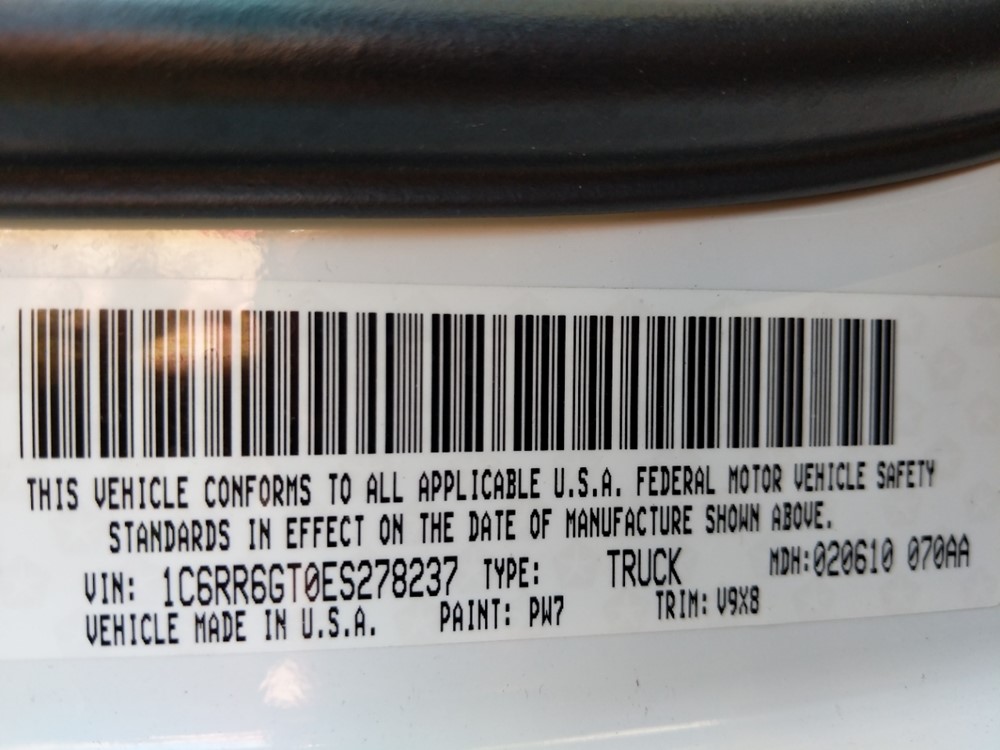 THIS VEHICLE CONFORMS TO ALL APPLICABLE U.S.A. FEDERAL MOTOR VEHICLE SAFETY
STANDARDS IN EFFECT ON THE DATE OF MANUFACTURE SHOWN ABOVE.
VIN: 1C6RR6GT0ES278237 TYPE: TRUCK MDH:020610 070AA
VEHICLE MADE IN U.S.A. PAINT: PW7 TRIM: V9X8